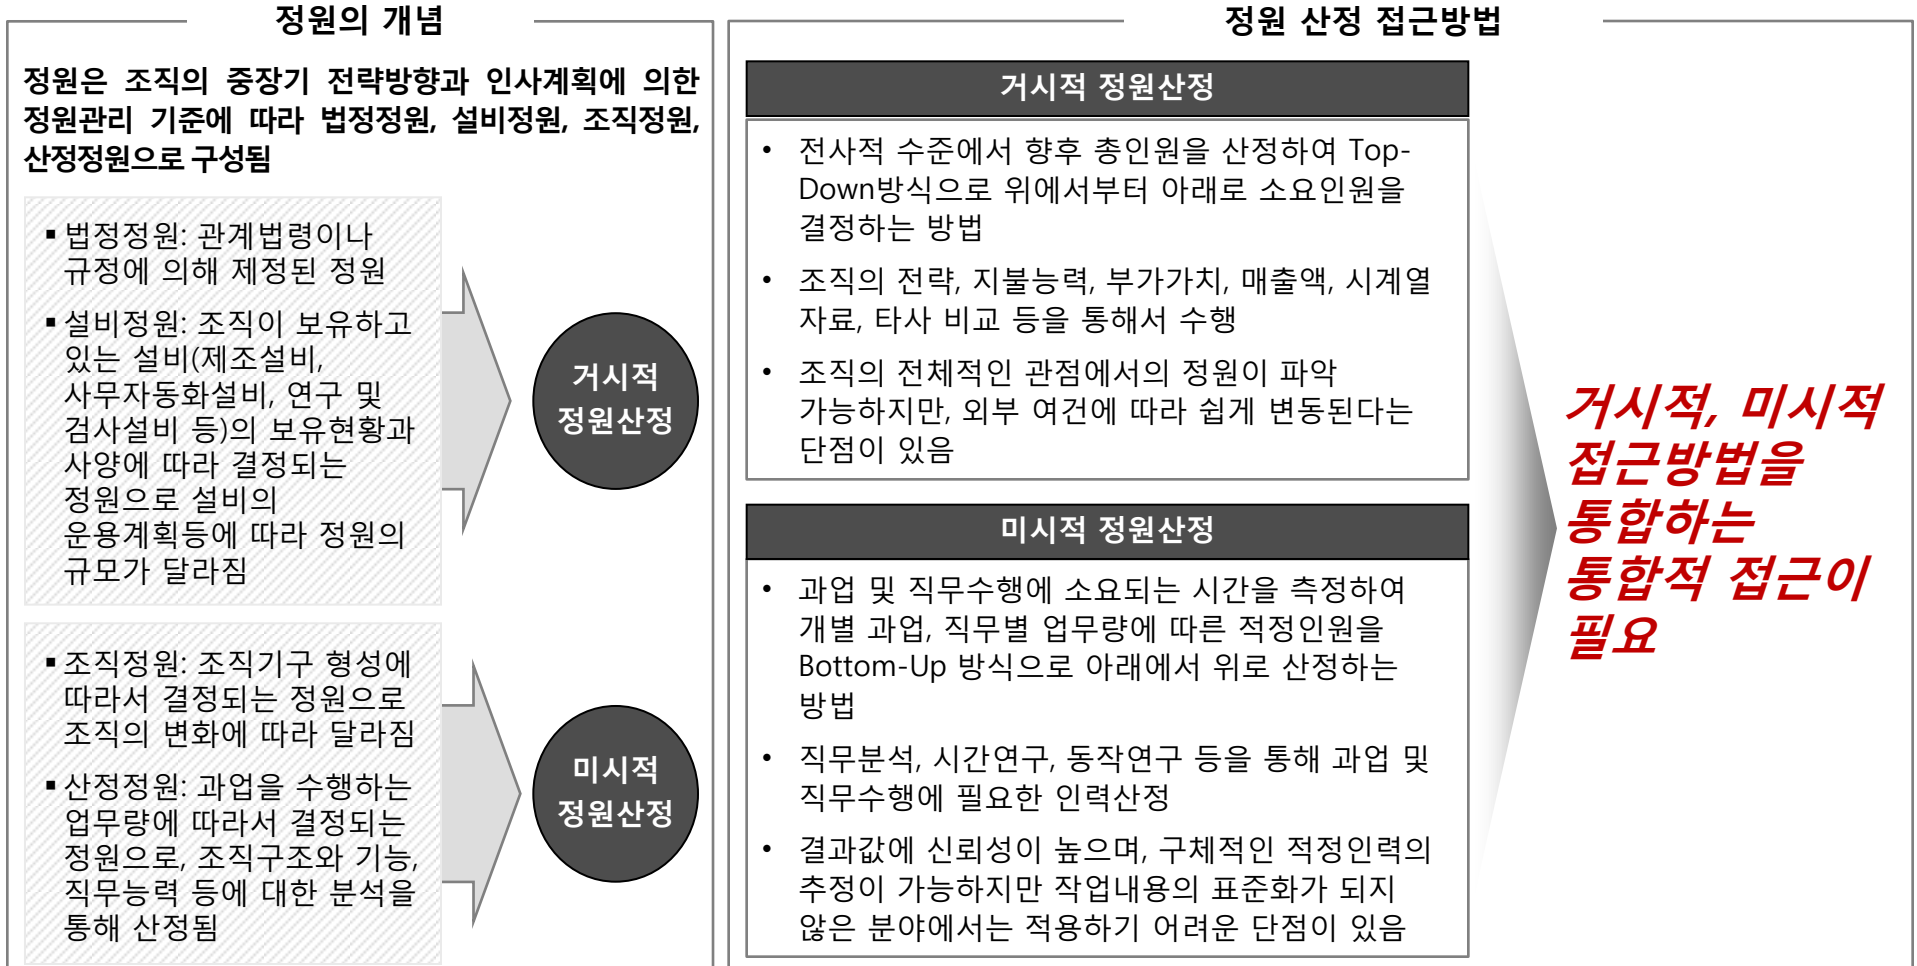 정원의 개념
정원은 조직의 중장기 전략방향과 인사계획에 의한
정원관리 기준에 따라 법정정원, 설비정원, 조직정원,
산정정원으로 구성됨
▪ 법정정원: 관계법령이나
규정에 의해 제정된 정원
▪ 설비정원: 조직이 보유하고
있는 설비(제조설비,
사무자동화설비, 연구 및
검사설비 등)의 보유현황과
사양에 따라 결정되는
정원으로 설비의
운용계획등에 따라 정원의
규모가 달라짐
거시적
정원산정
▪ 조직정원: 조직기구 형성에
따라서 결정되는 정원으로
조직의 변화에 따라 달라짐
▪ 산정정원: 과업을 수행하는
업무량에 따라서 결정되는
정원으로, 조직구조와 기능,
직무능력 등에 대한 분석을
통해 산정됨
미시적
정원산정
정원 산정 접근방법
거시적 정원산정
• 전사적 수준에서 향후 총인원을 산정하여 Top-
Down방식으로 위에서부터 아래로 소요인원을
결정하는 방법
• 조직의 전략, 지불능력, 부가가치, 매출액, 시계열
자료, 타사 비교 등을 통해서 수행
• 조직의 전체적인 관점에서의 정원이 파악
가능하지만, 외부 여건에 따라 쉽게 변동된다는
단점이 있음
미시적 정원산정
• 과업 및 직무수행에 소요되는 시간을 측정하여
개별 과업, 직무별 업무량에 따른 적정인원을
Bottom-Up 방식으로 아래에서 위로 산정하는
방법
• 직무분석, 시간연구, 동작연구 등을 통해 과업 및
직무수행에 필요한 인력산정
• 결과값에 신뢰성이 높으며, 구체적인 적정인력의
추정이 가능하지만 작업내용의 표준화가 되지
않은 분야에서는 적용하기 어려운 단점이 있음
거시적, 미시적
접근방법을
통합하는
통합적 접근이
필요